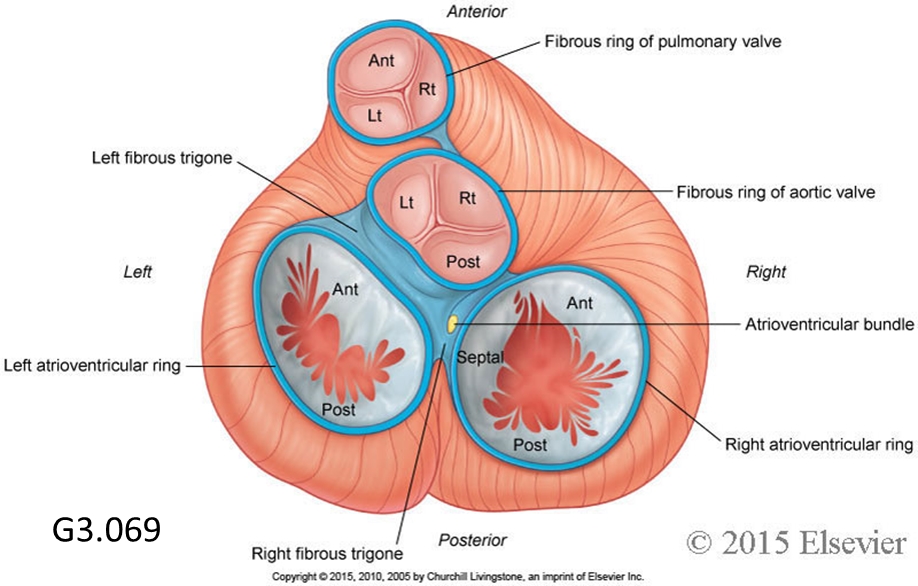 Anterior
Fibrous ring of pulmonary valve
Ant
Rt
Lt
Left fibrous trigone
Fibrous ring of aortic valve
Lt
Rt
Post
Left
Right
Ant
Ant
Atrioventricular bundle
Septal
Left atrioventricular ring
Post
Post
Right atrioventricular ring
G3.069
Posterior
© 2015 Elsevier
Right fibrous trigone
Copyright © 2015, 2010, 2005 by Churchill Livingstone, an imprint of Elsevier Inc.